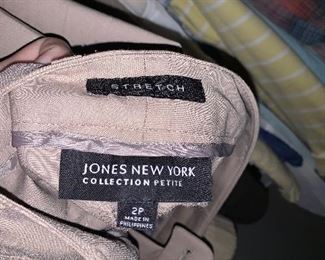 STRETCH
JONES NEW YORK
COLLECTION PETITE
2P
MADE IN
PHILIPPINES